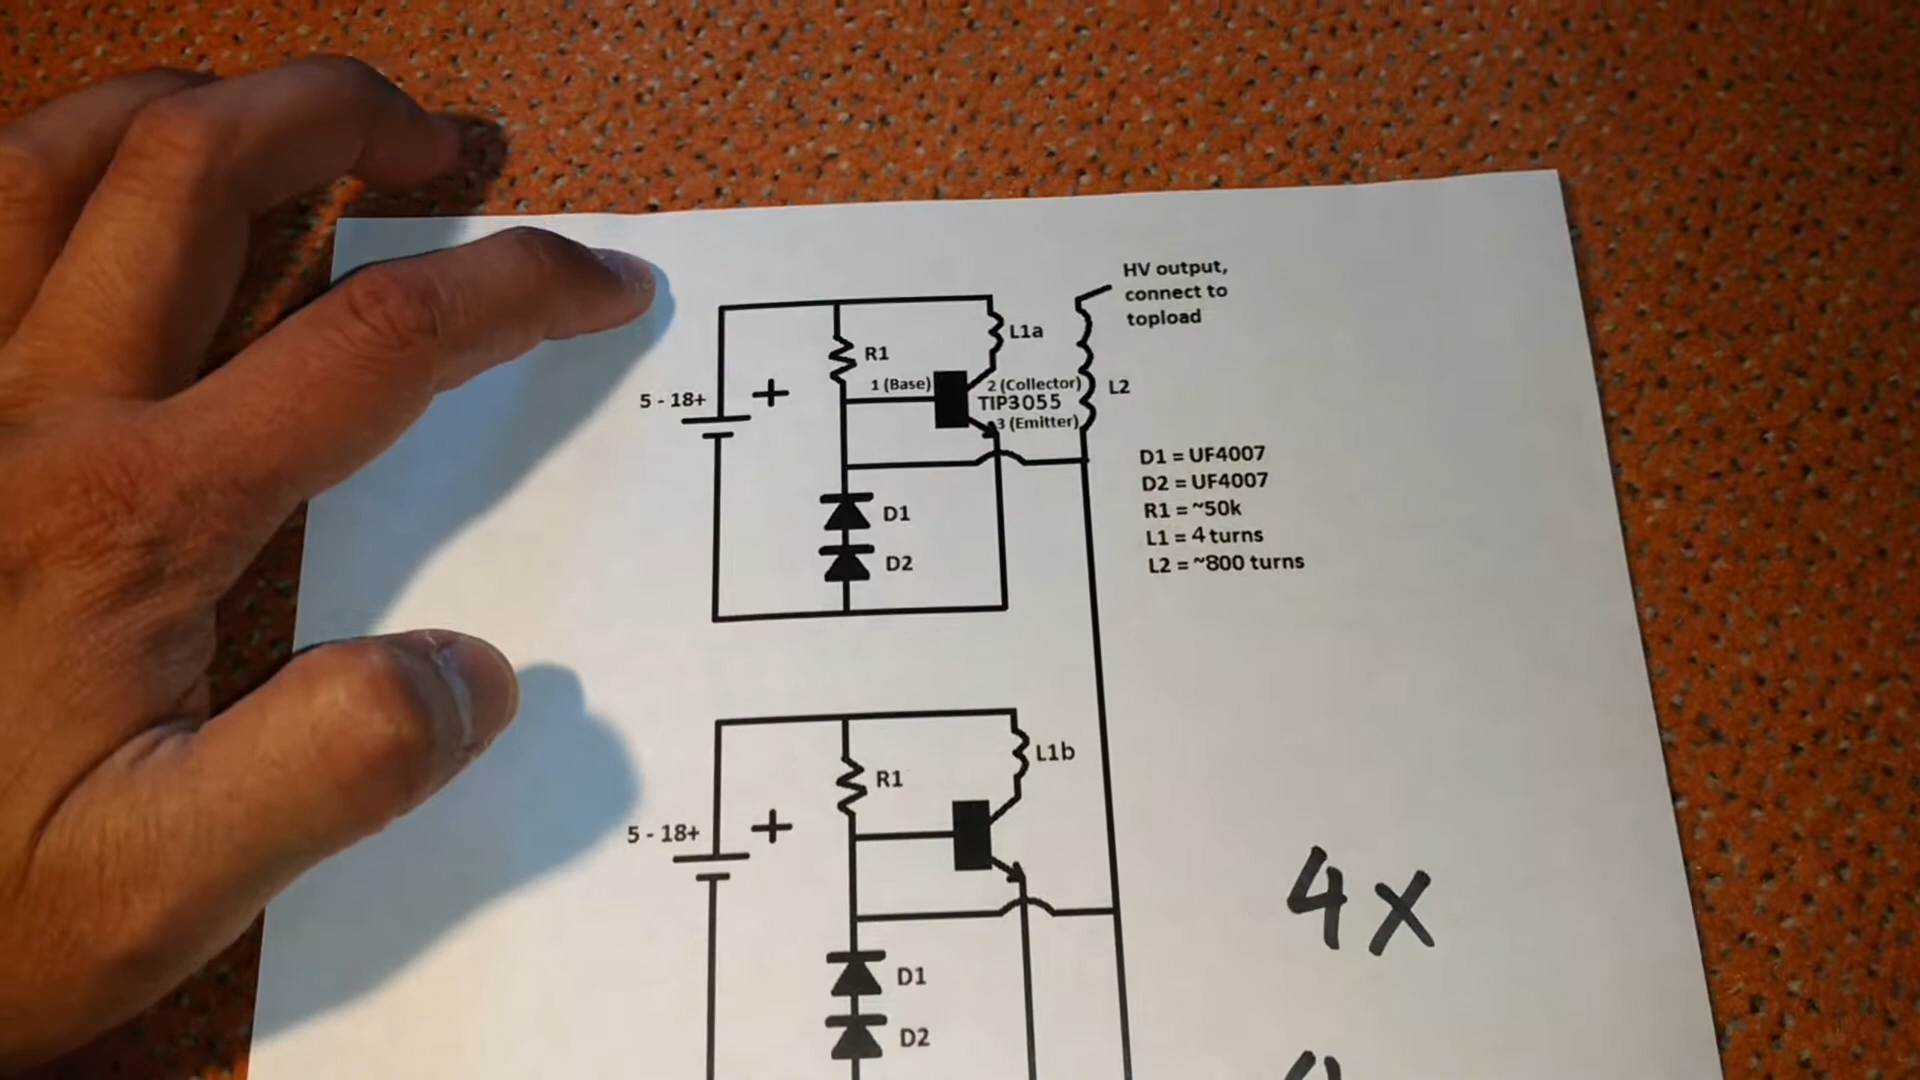 HV output,
connect to
topload
L1a
R1
1 (Base)
2 (Collector)
L2
5 - 18+
+
TIP3055
3 (Emitter)
D1 = UF4007
D2 = UF4007
R1 = ~50k
L1 = 4 turns
L2 = ~800 turns
D1
D2
L1b
R1
5 - 18+
+
4x
D1
D2